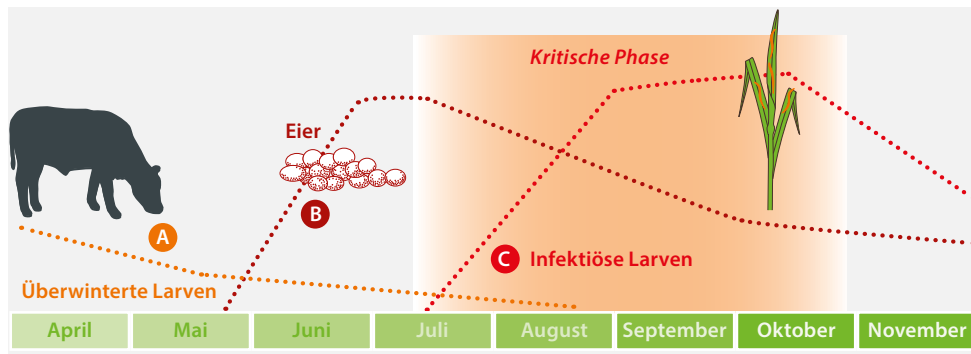 Kritische Phase
Eier
B
A
C Infektiöse Larven
Überwinterte Larven
April Mai Juni Juli August September Oktober November